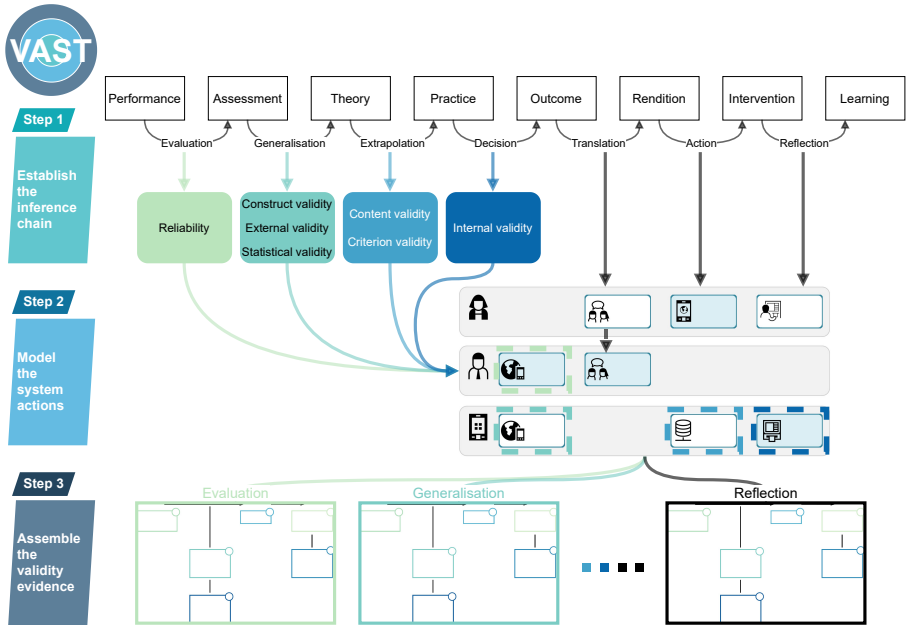 VAST
Performance
Assessment
Theory
Practice
Outcome
Rendition
Intervention
Learning
Step 1
Evaluation
Generalisation
Extrapolation
Decision
Translation
Action
Reflection
Establish
the
inference
chain
Reliability
Construct validity
External validity
Statistical validity
Content validity
Criterion validity
Internal validity
Step 2
Model
the
system
actions
Step 3
Evaluation
Generalisation
Reflection
Assemble
the
validity
evidence